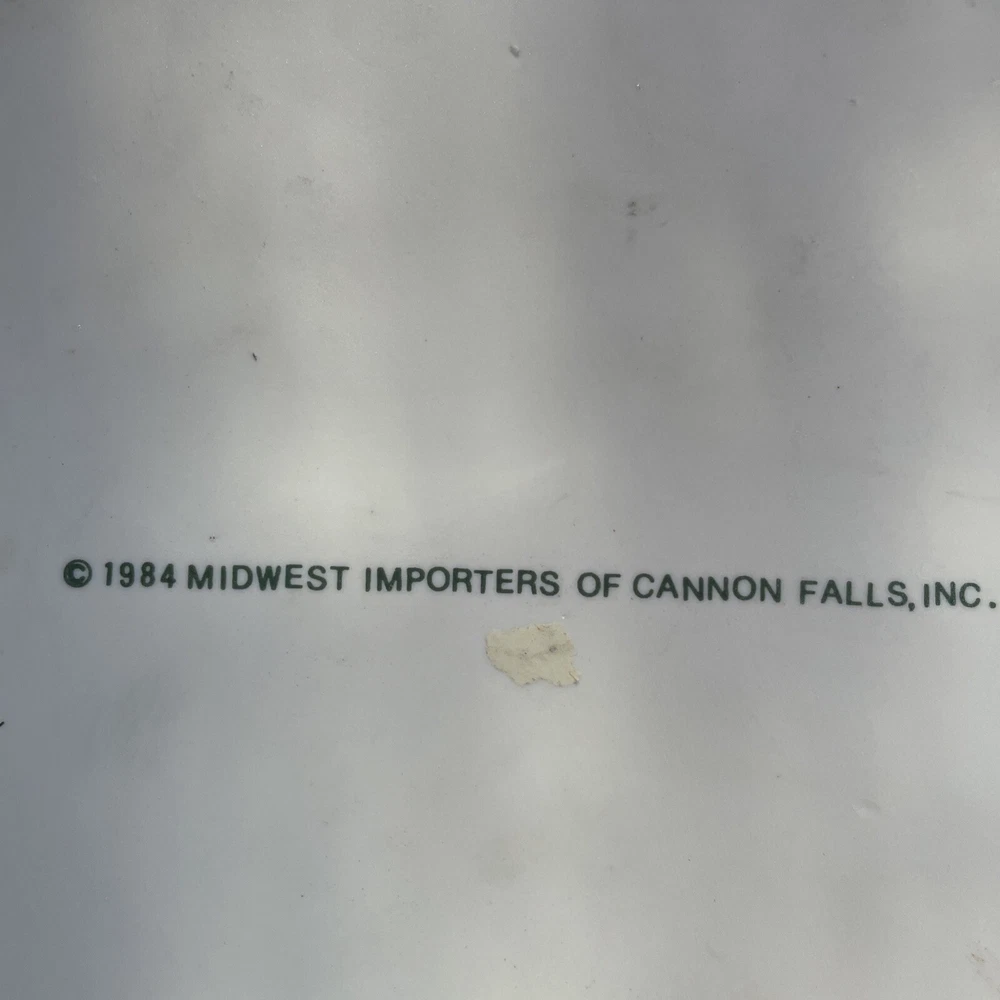 © 1984 MIDWEST IMPORTERS OF CANNON FALLS, INC.